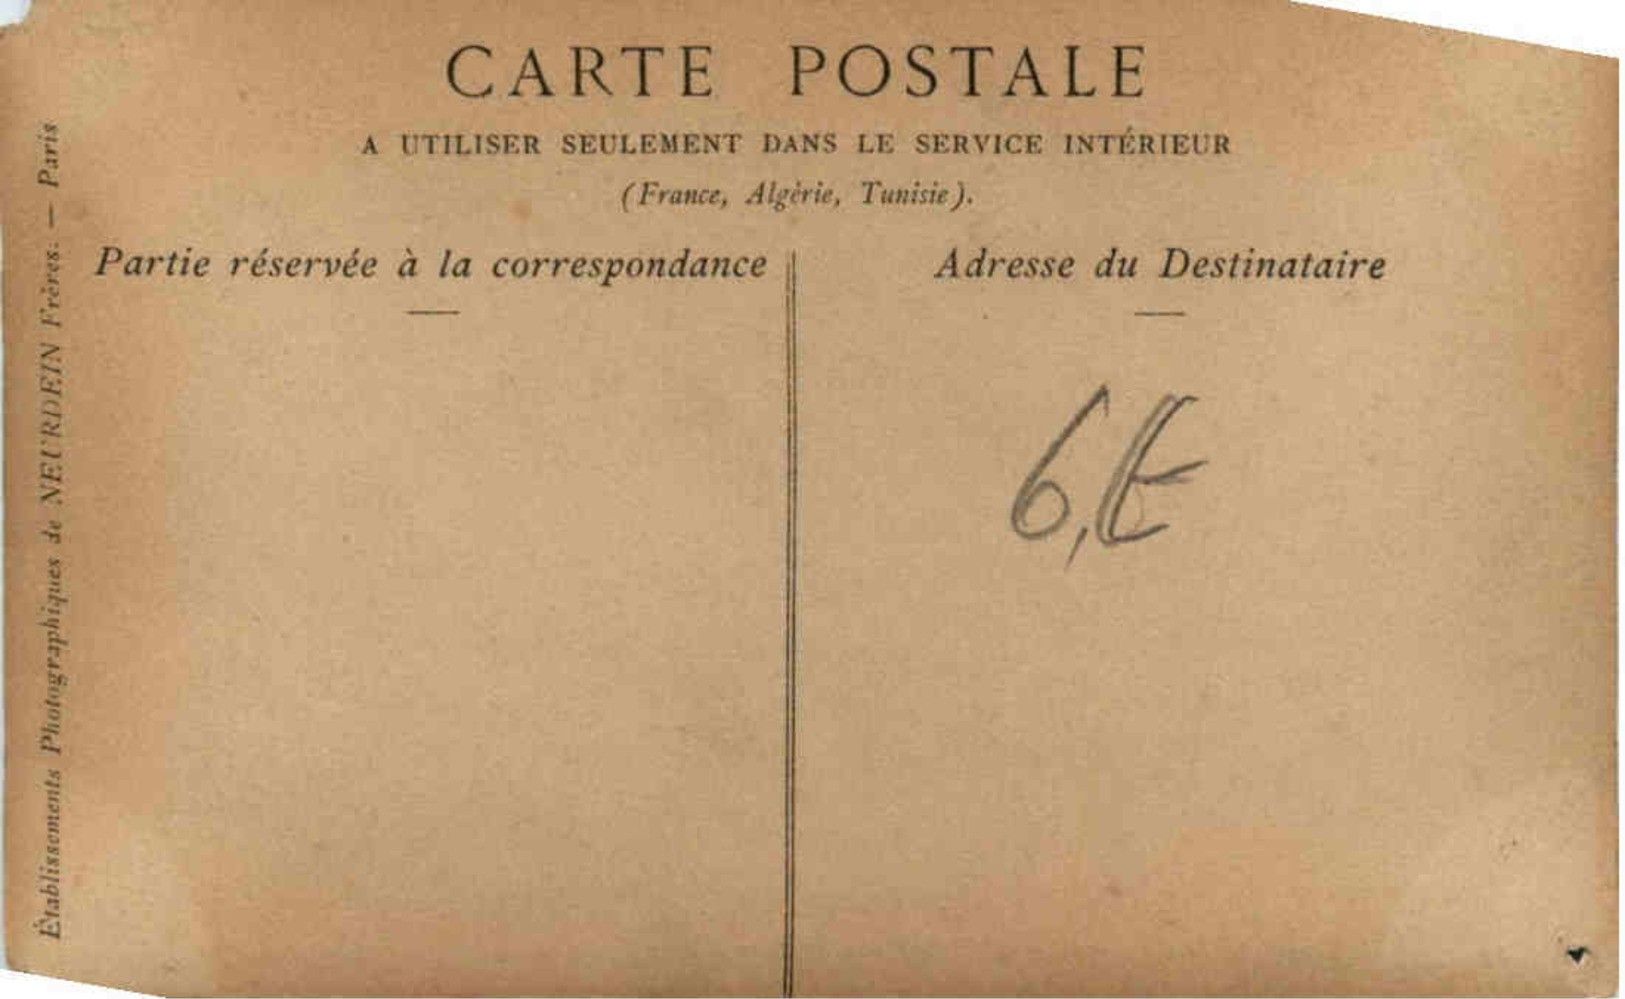 CARTE POSTALE
A UTILISER SEULEMENT DANS LE SERVICE INTÉRIEUR
(France, Algérie, Tunisie).
Partie réservée à la correspondance
Adresse du Destinataire
6,€
Établissements Photographiques de NEURDEIN Frères. — Paris